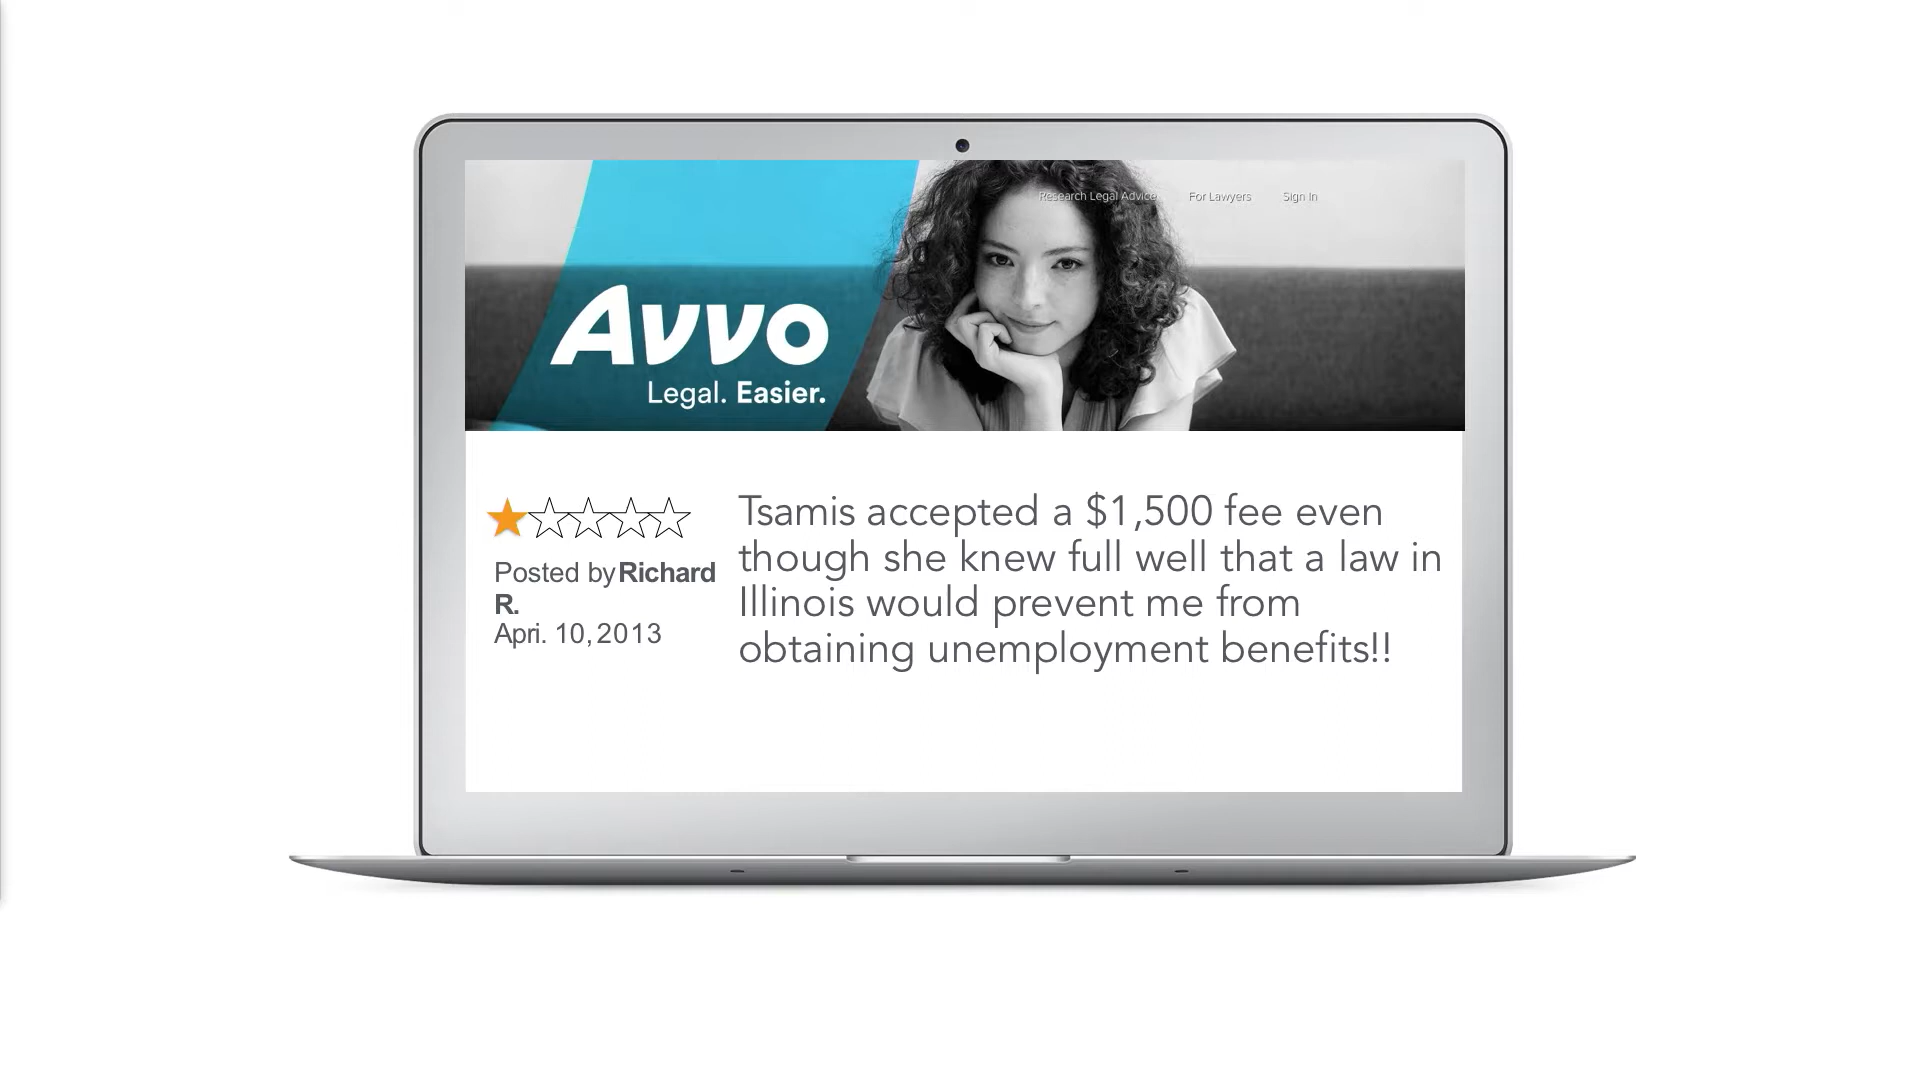 Research Legal Advice
For Lawyers
Sign In
Avvo
Legal. Easier.
Posted by Richard
R.
Apri. 10, 2013
Tsamis accepted a $1,500 fee even
though she knew full well that a law in
Illinois would prevent me from
obtaining unemployment benefits!!